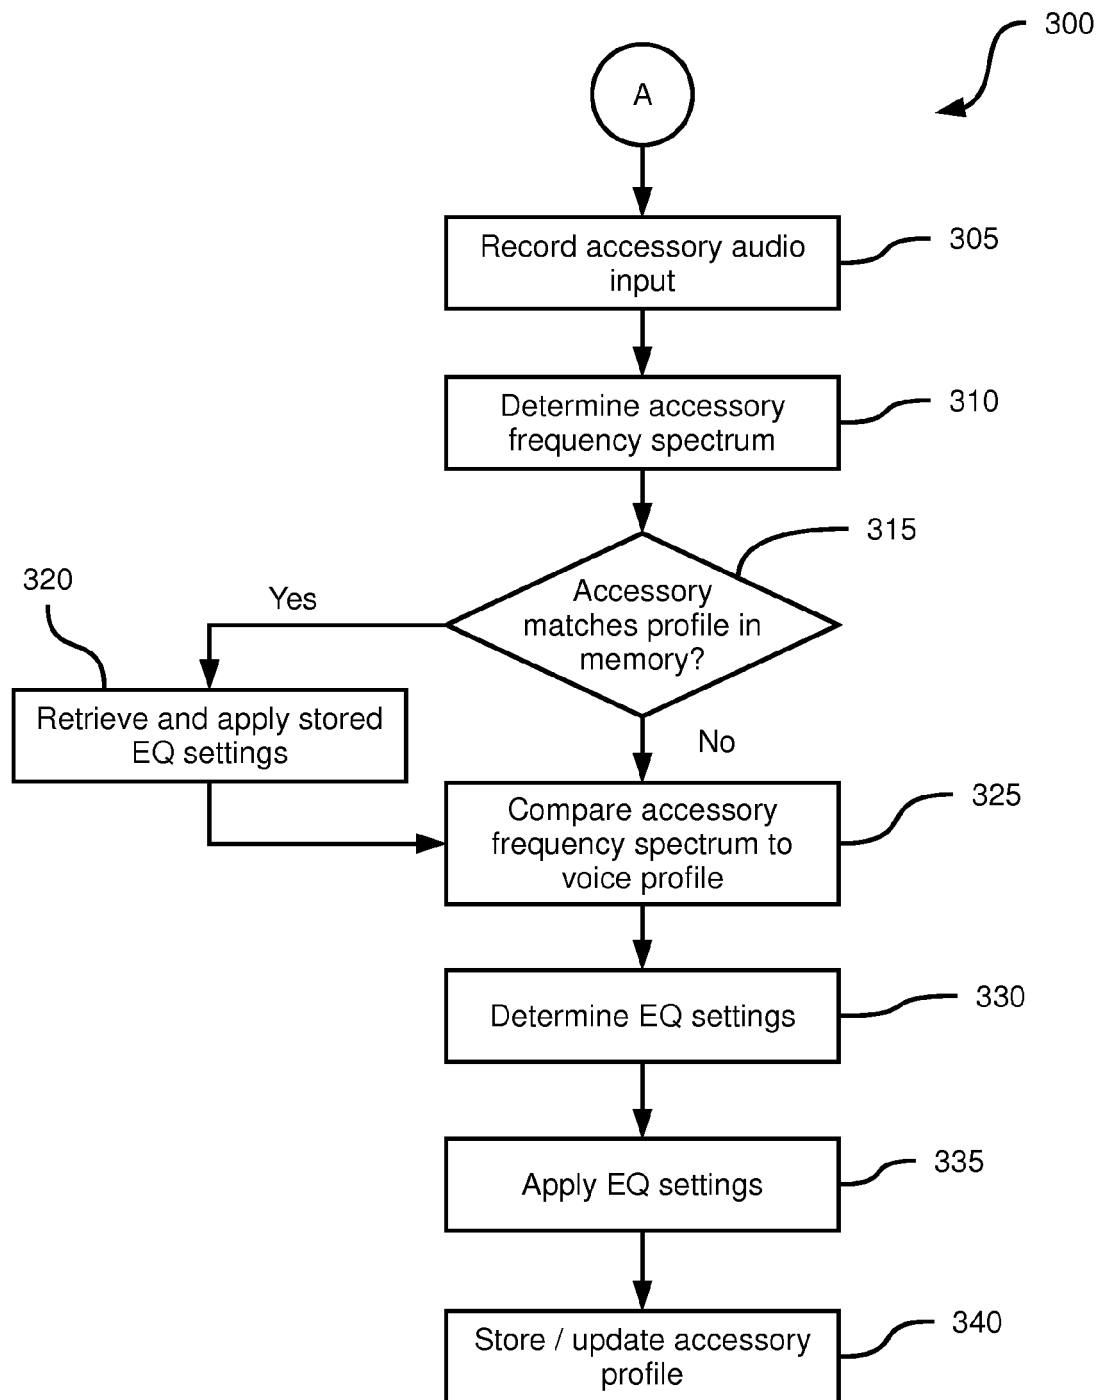 300
A
Record accessory audio
input
305
Determine accessory
frequency spectrum
310
315
Accessory
matches profile in
memory?
Yes
320
Retrieve and apply stored
EQ settings
No
Compare accessory
frequency spectrum to
voice profile
325
Determine EQ settings
330
Apply EQ settings
335
Store / update accessory
profile
340